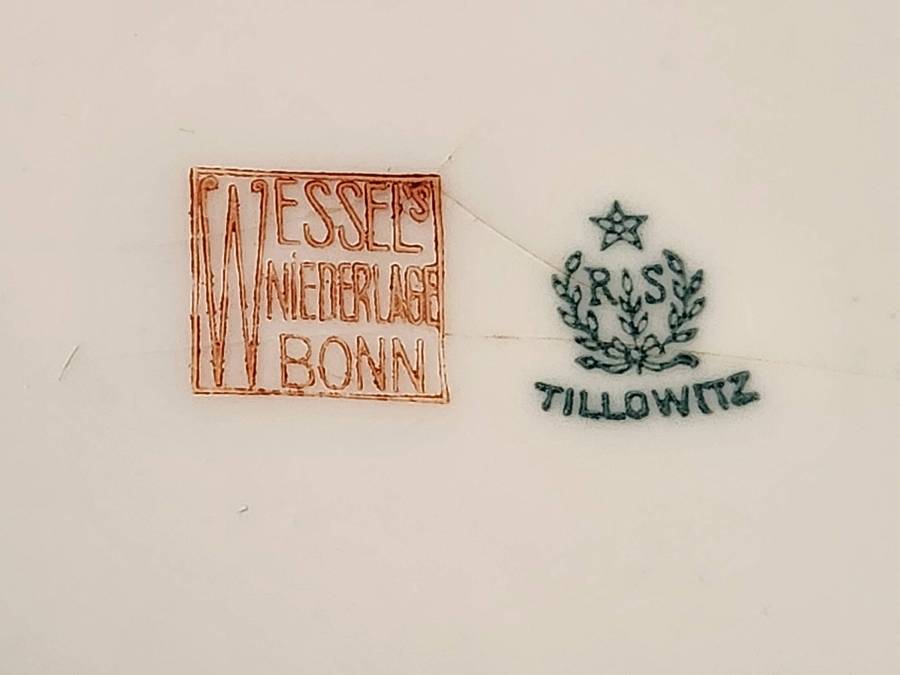 WESSEL'S
NIEDERLAGE
BONN
R S
TILLOWITZ